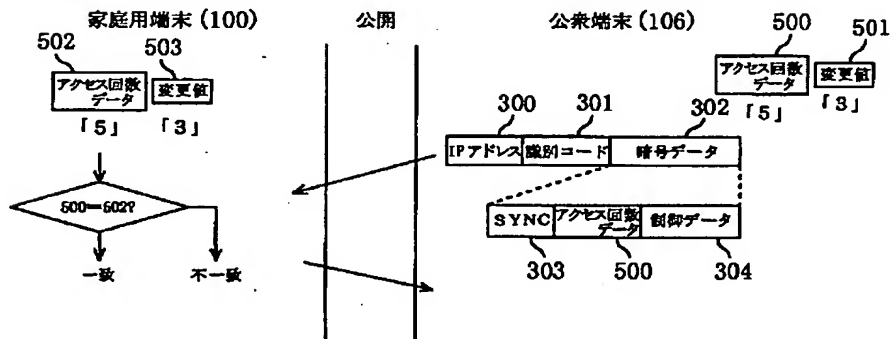 家庭用端末(100)
公開
公衆端末(106)
502
503
500
501
アクセス回数
データ
変更値
アクセス回数
データ
変更値
「5」
「3」
「5」
「3」
300
301
302
IPアドレス
識別コード
暗号データ
500=502?
SYNC
アクセス回数
データ
制御データ
一致
不一致
303
500
304